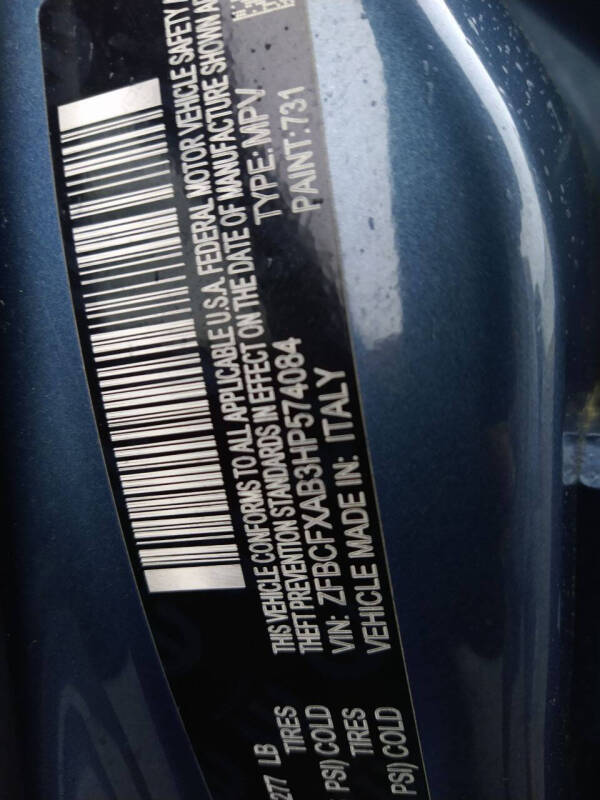 277 LB
TIRES
PSI) COLD
TIRES
PSI) COLD
THIS VEHICLE CONFORMS TO ALL APPLICABLE U.S.A. FEDERAL MOTOR VEHICLE SAFETY
THEFT PREVENTION STANDARDS IN EFFECT ON THE DATE OF MANUFACTURE SHOWN
VIN: ZFBCFXAB3HP574084 TYPE: MPV
VEHICLE MADE IN: ITALY PAINT:731